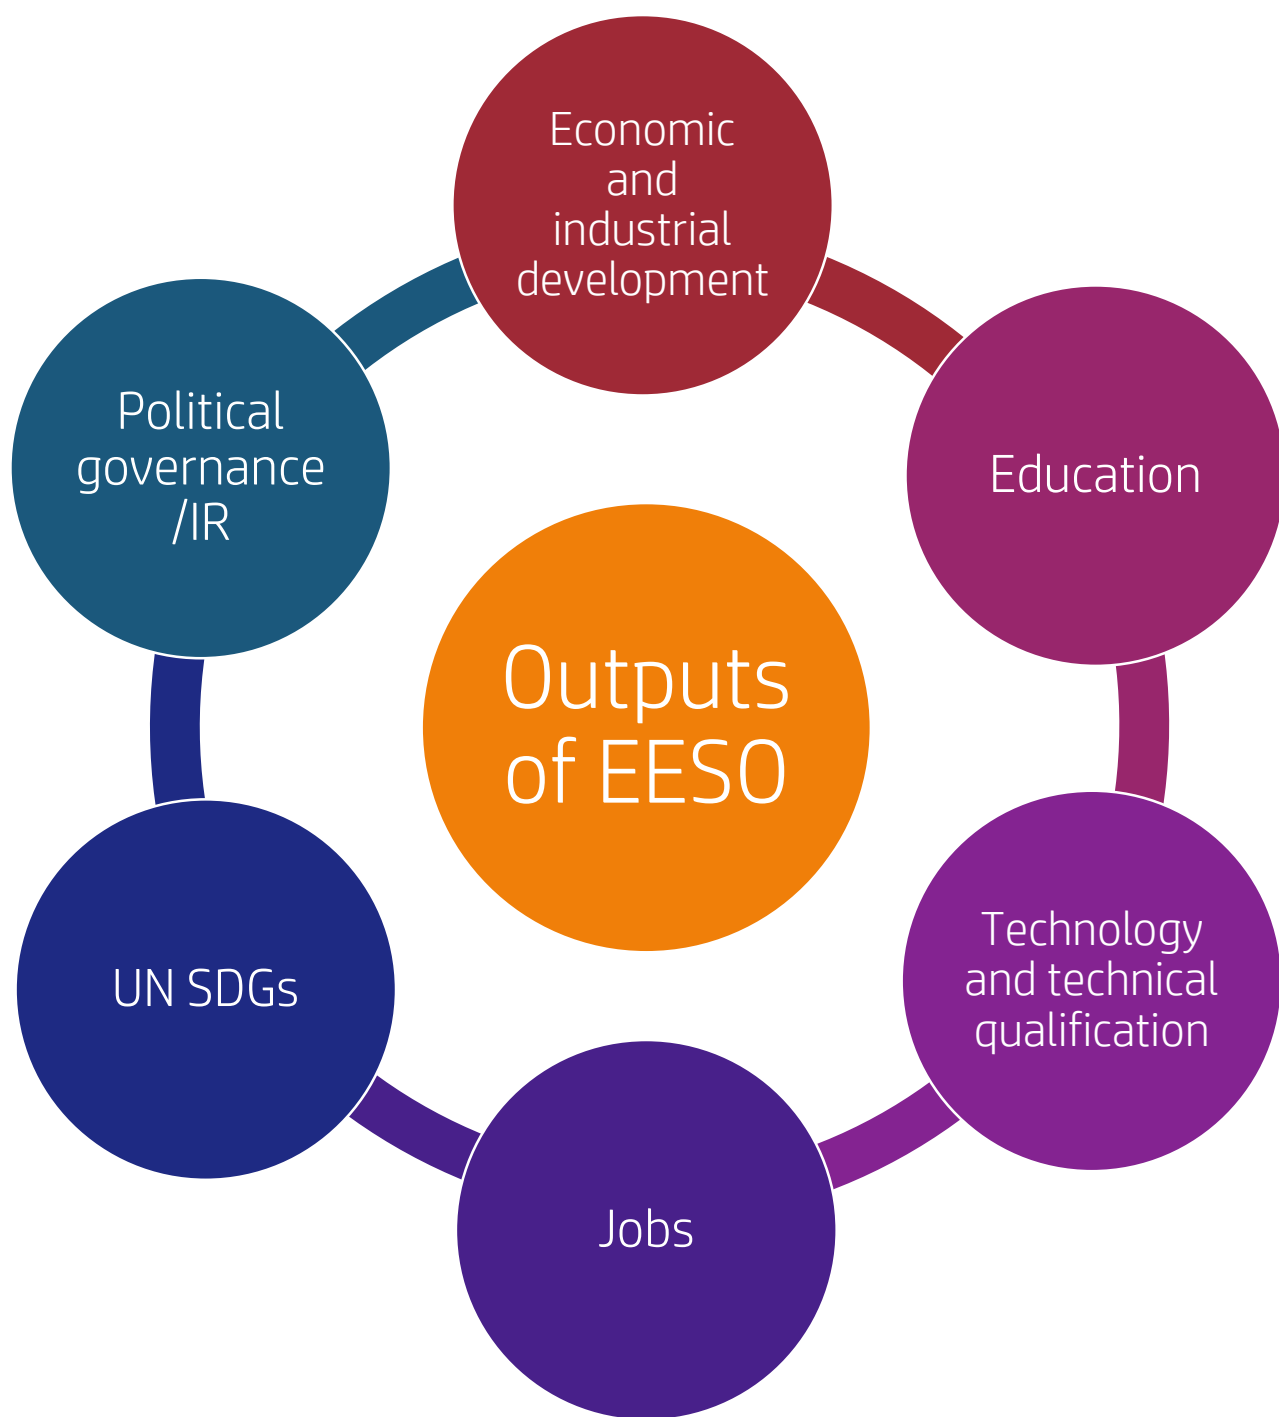 Economic
and
industrial
development
Education
Technology
and technical
qualification
Jobs
UN SDGs
Political
governance
/IR
Outputs
of EESO